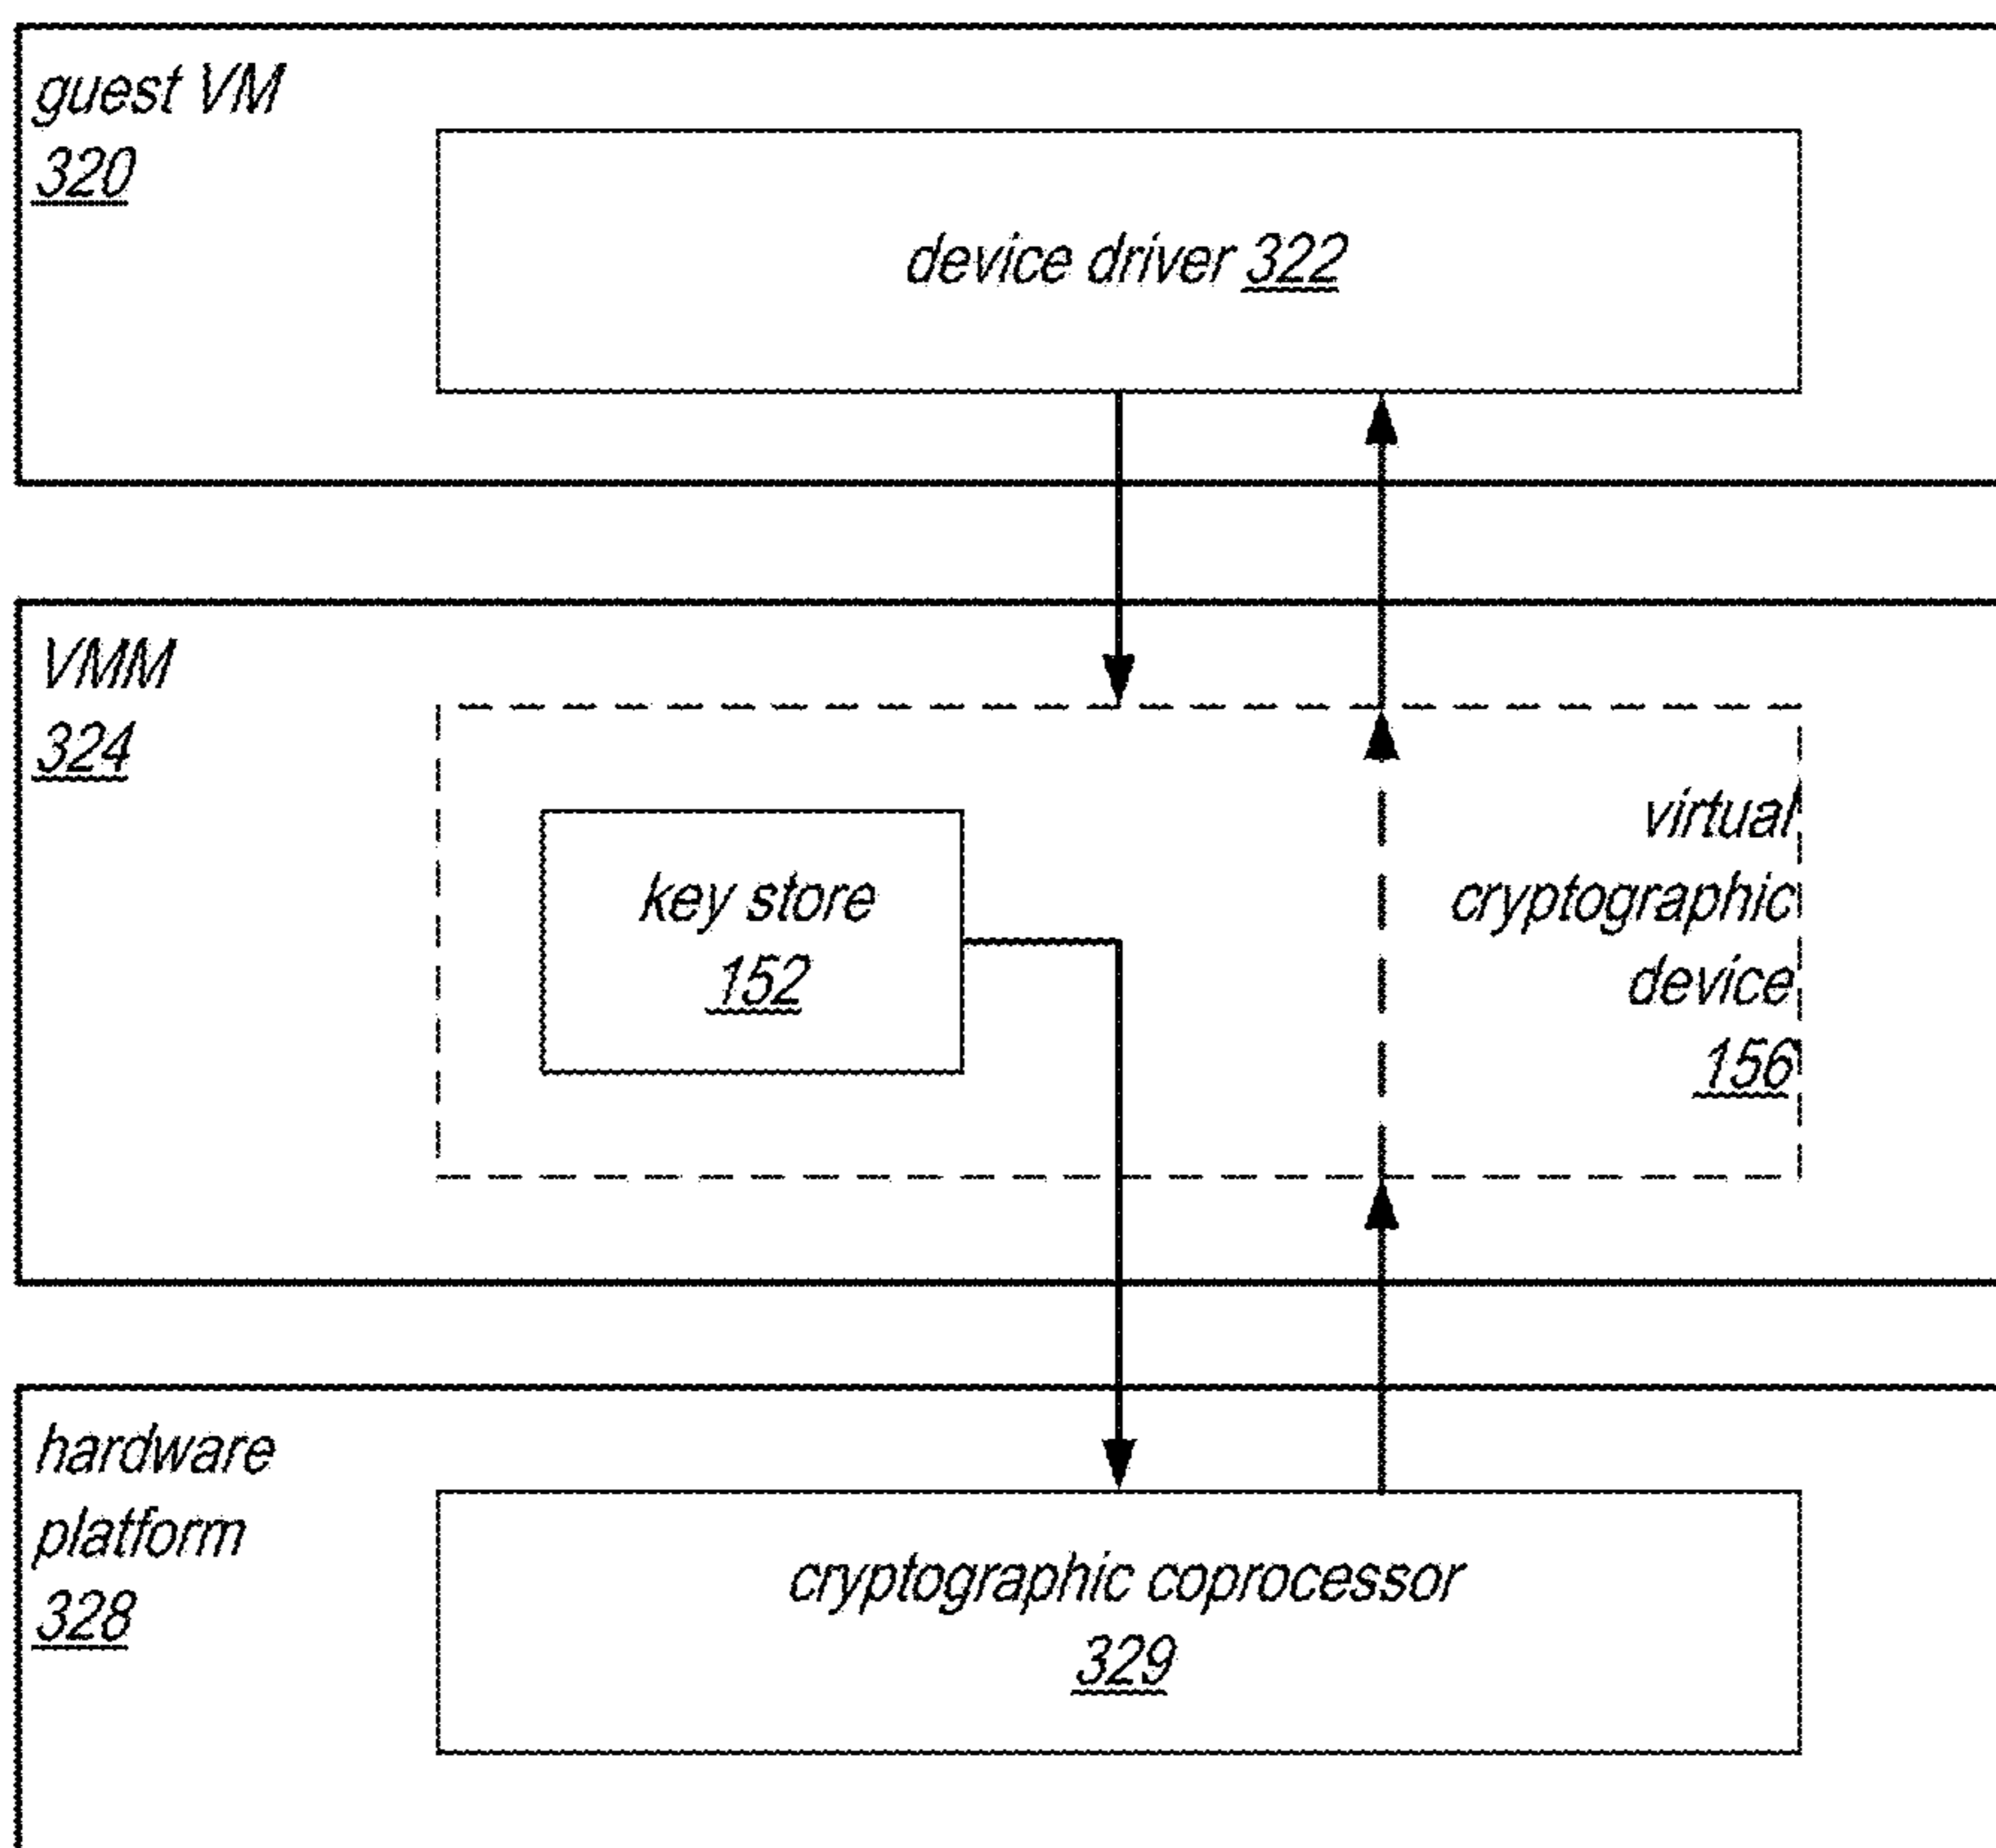 guest VM
320
device driver 322
VMM
324
key store
152
virtual
cryptographic
device
156
hardware
platform
328
cryptographic coprocessor
329